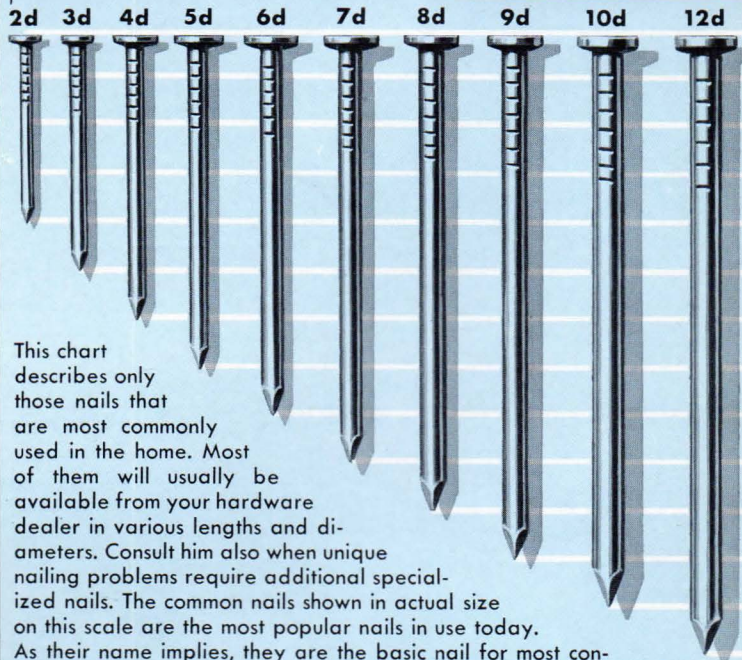 2d 3d 4d 5d 6d 7d 8d 9d 10d 12d
This chart
describes only
those nails that
are most commonly
used in the home. Most
of them will usually be
available from your hardware
dealer in various lengths and di-
ameters. Consult him also when unique
nailing problems require additional special-
ized nails. The common nails shown in actual size
on this scale are the most popular nails in use today.
As their name implies, they are the basic nail for most con-